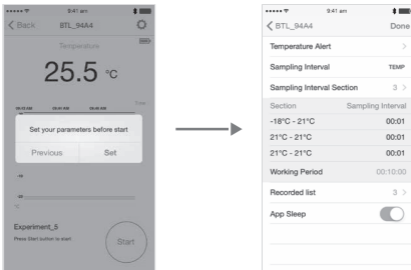 9:41 am
< Back
BTL_94A4
Temperature
25.5 °C
Set your parameters before start
Previous
Set
Experiment_5
Press Start button to start
Start
9:41 am
< BTL_94A4
Done
Temperature Alert >
Sampling Interval TEMP
Sampling Interval Section 3 >
Section Sampling Interval
-18°C - 21°C 00:01
21°C - 21°C 00:01
21°C - 21°C 00:01
Working Period 00:10:00
Recorded list 3 >
App Sleep